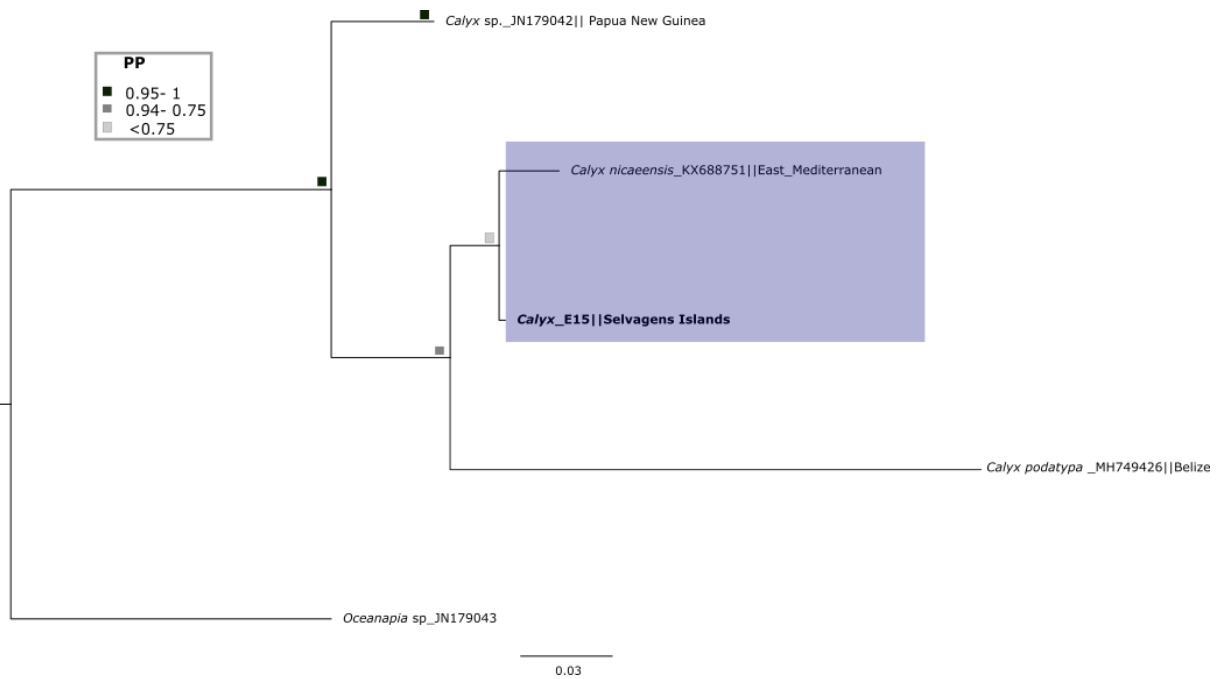 Calyx sp._JN179042|| Papua New Guinea
PP
0.95- 1
0.94- 0.75
<0.75
Calyx nicaeensis_KX688751||East_Mediterranean
Calyx_E15||Selvagens Islands
Calyx podatypa _MH749426||Belize
Oceanapia sp_JN179043
0.03